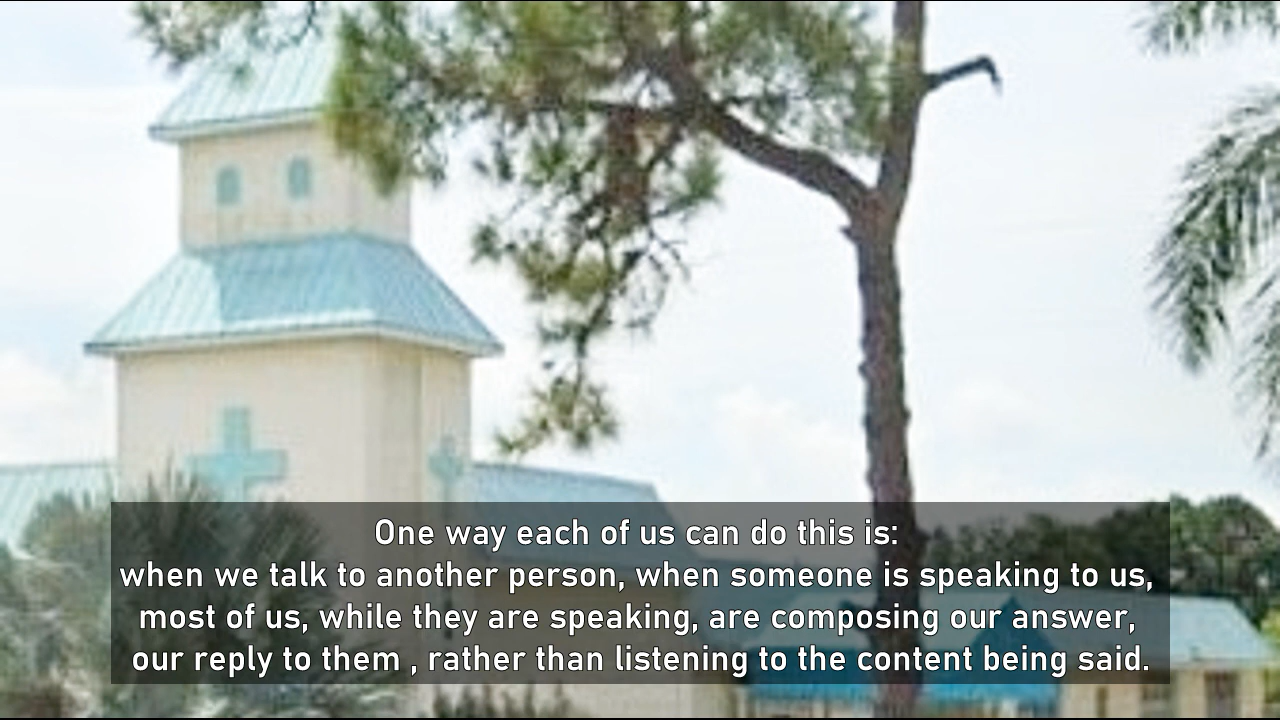 One way each of us can do this is:
when we talk to another person, when someone is speaking to us,
most of us, while they are speaking, are composing our answer,
our reply to them , rather than listening to the content being said.